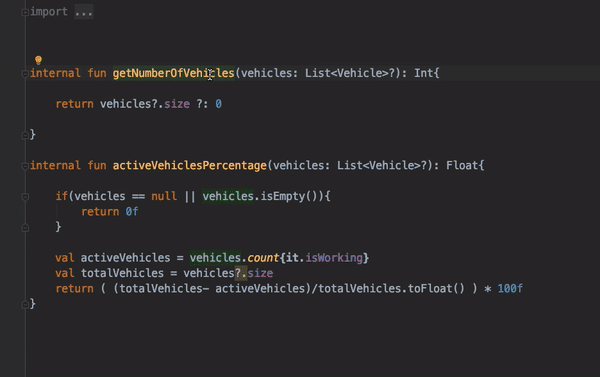 import ...
internal fun getNumberOfVehicles(vehicles: List<Vehicle>?): Int{
return vehicles?.size ?: 0
}
internal fun activeVehiclesPercentage(vehicles: List<Vehicle>?): Float{
if(vehicles == null || vehicles.isEmpty()){
return 0f
}
val activeVehicles = vehicles.count{it.isWorking}
val totalVehicles = vehicles?.size
return ( (totalVehicles- activeVehicles)/totalVehicles.toFloat() ) * 100f
}